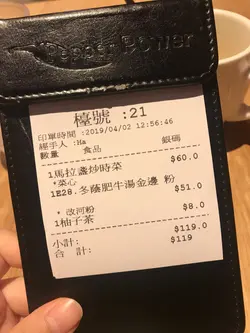 Pepper Power
檯號 :21
印單時間 :2019/04/02 12:56:46
經手人 :Ha
數量 食品 銀碼
1馬拉盞炒時菜 $60.0
*菜心
1E28.冬蔭肥牛湯金邊 粉 $51.0
* 改河粉 $8.0
1柚子茶
小計: $119.0
合 計: $119